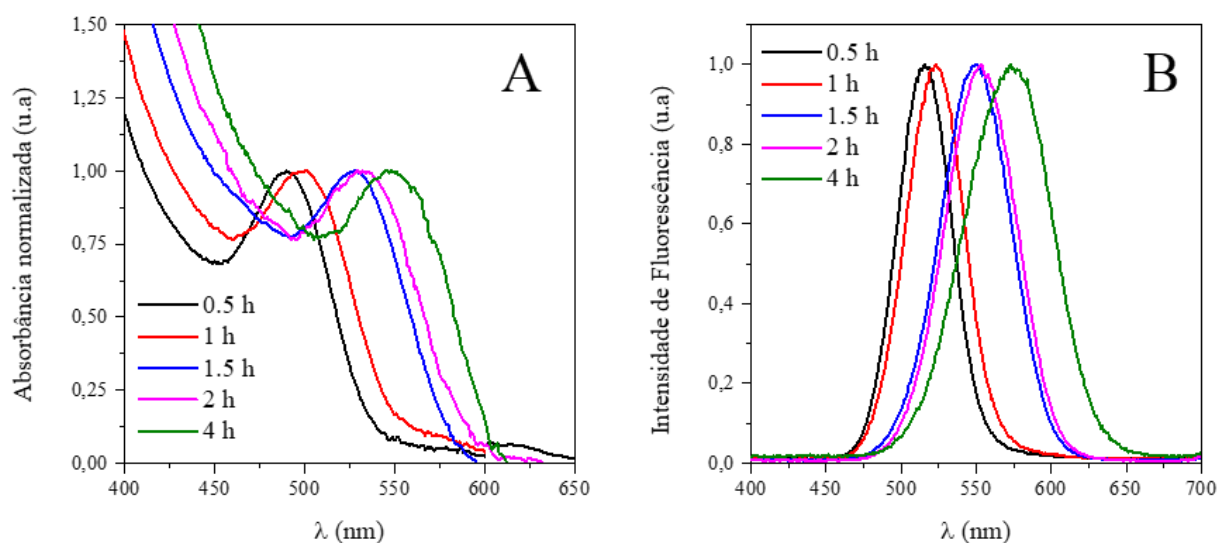 A
Absorbância normalizada (u.a)
1,50
1,25
1,00
0,75
0,50
0,25
0,00
0.5 h
1 h
1.5 h
2 h
4 h
400 450 500 550 600 650
λ (nm)
B
Intensidade de Fluorescência (u.a)
1,0
0,8
0,6
0,4
0,2
0,0
0.5 h
1 h
1.5 h
2 h
4 h
400 450 500 550 600 650 700
λ (nm)